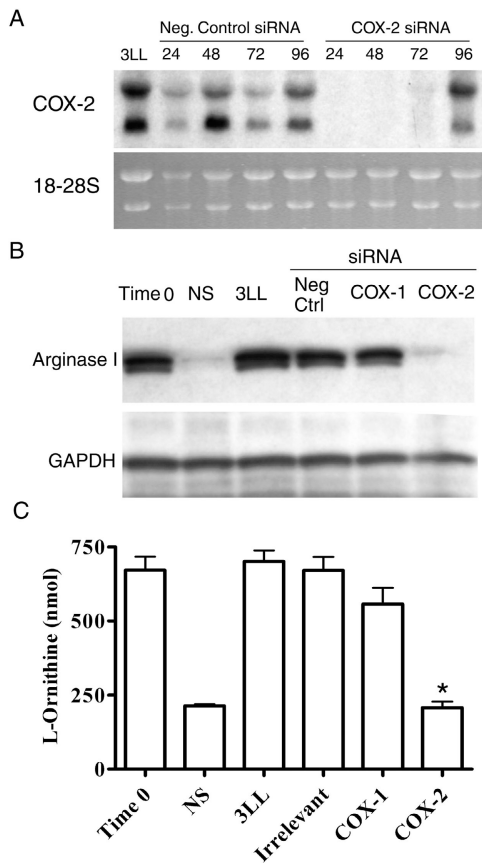 A
Neg. Control siRNA COX-2 siRNA
3LL 24 48 72 96 24 48 72 96
COX-2
18-28S
B
siRNA
Time 0 NS 3LL Neg Ctrl COX-1 COX-2
Arginase I
GAPDH
C
L-Ornithine (nmol)
750
500
250
0
*
Time 0 NS 3LL Irrelevant COX-1 COX-2